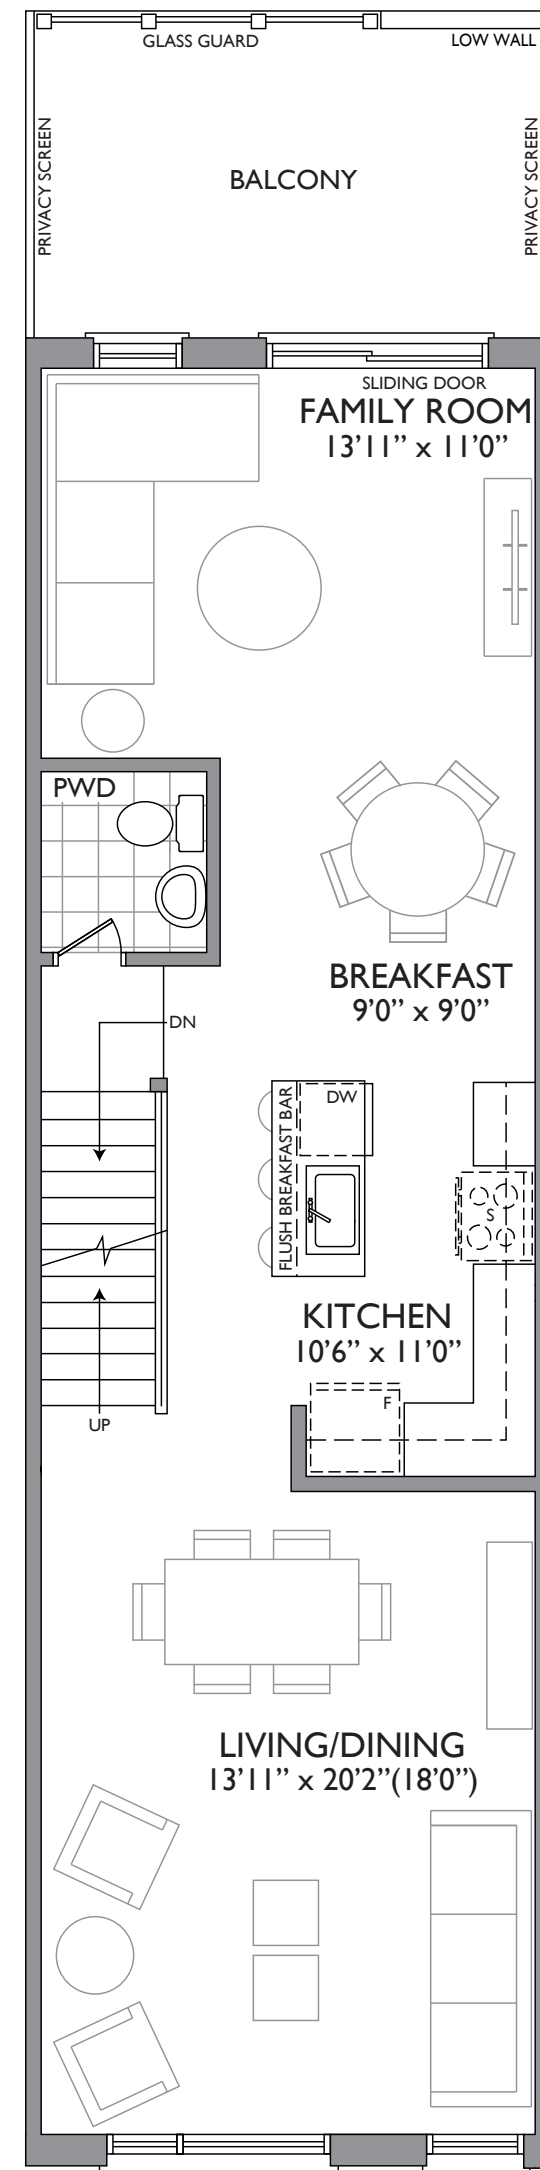 GLASS GUARD
LOW WALL
PRIVACY SCREEN
BALCONY
PRIVACY SCREEN
SLIDING DOOR
FAMILY ROOM
13'11” x 11'0”
PWD
BREAKFAST
9'0” x 9'0”
DN
DW
FLUSH BREAKFAST BAR
S
KITCHEN
10'6” x 11'0”
F
UP
LIVING/DINING
13'11” x 20'2”(18'0”)